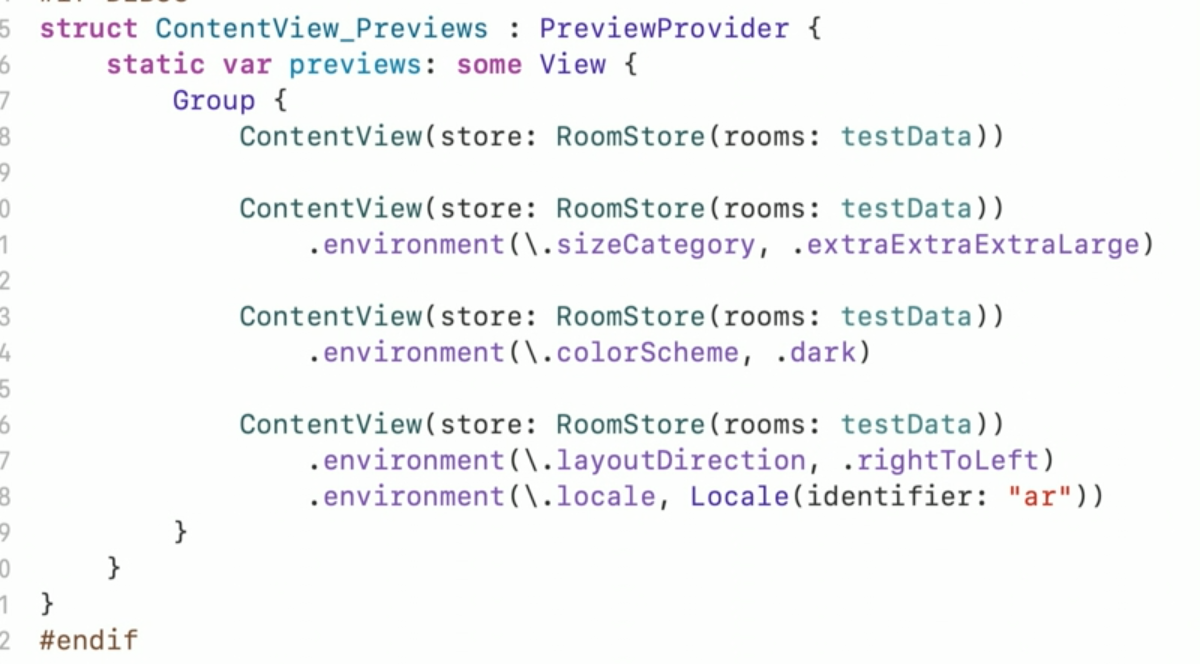 5 struct ContentView_Previews : PreviewProvider {
6     static var previews: some View {
7         Group {
8             ContentView(store: RoomStore(rooms: testData))
9
0             ContentView(store: RoomStore(rooms: testData))
1                 .environment(\.sizeCategory, .extraExtraExtraLarge)
2
3             ContentView(store: RoomStore(rooms: testData))
4                 .environment(\.colorScheme, .dark)
5
6             ContentView(store: RoomStore(rooms: testData))
7                 .environment(\.layoutDirection, .rightToLeft)
8                 .environment(\.locale, Locale(identifier: "ar"))
9         }
0     }
1 }
2 #endif